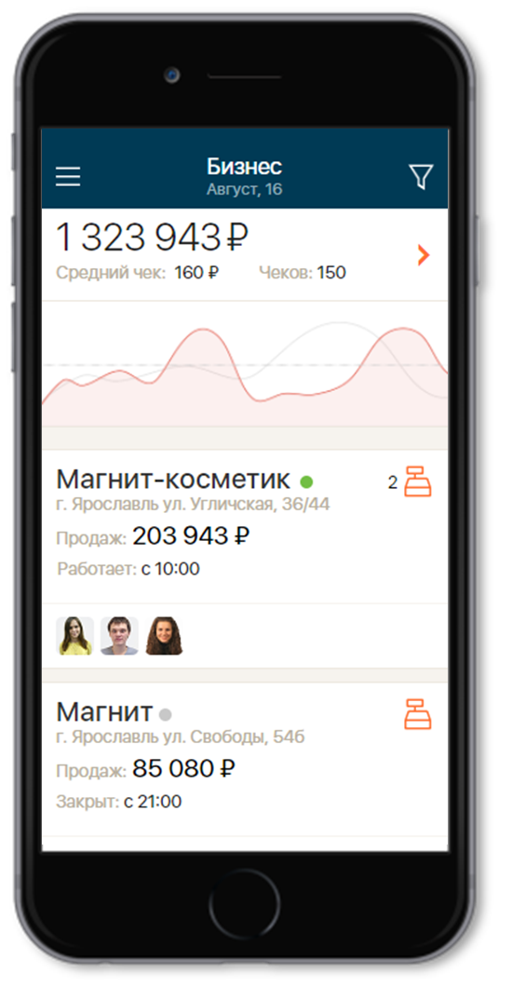 Бизнес
Август, 16
1 323 943 ₽
Средний чек: 160 ₽ Чеков: 150
Магнит-косметик 2
г. Ярославль ул. Угличская, 36/44
Продаж: 203 943 ₽
Работает: с 10:00
Магнит
г. Ярославль ул. Свободы, 54б
Продаж: 85 080 ₽
Закрыт: с 21:00